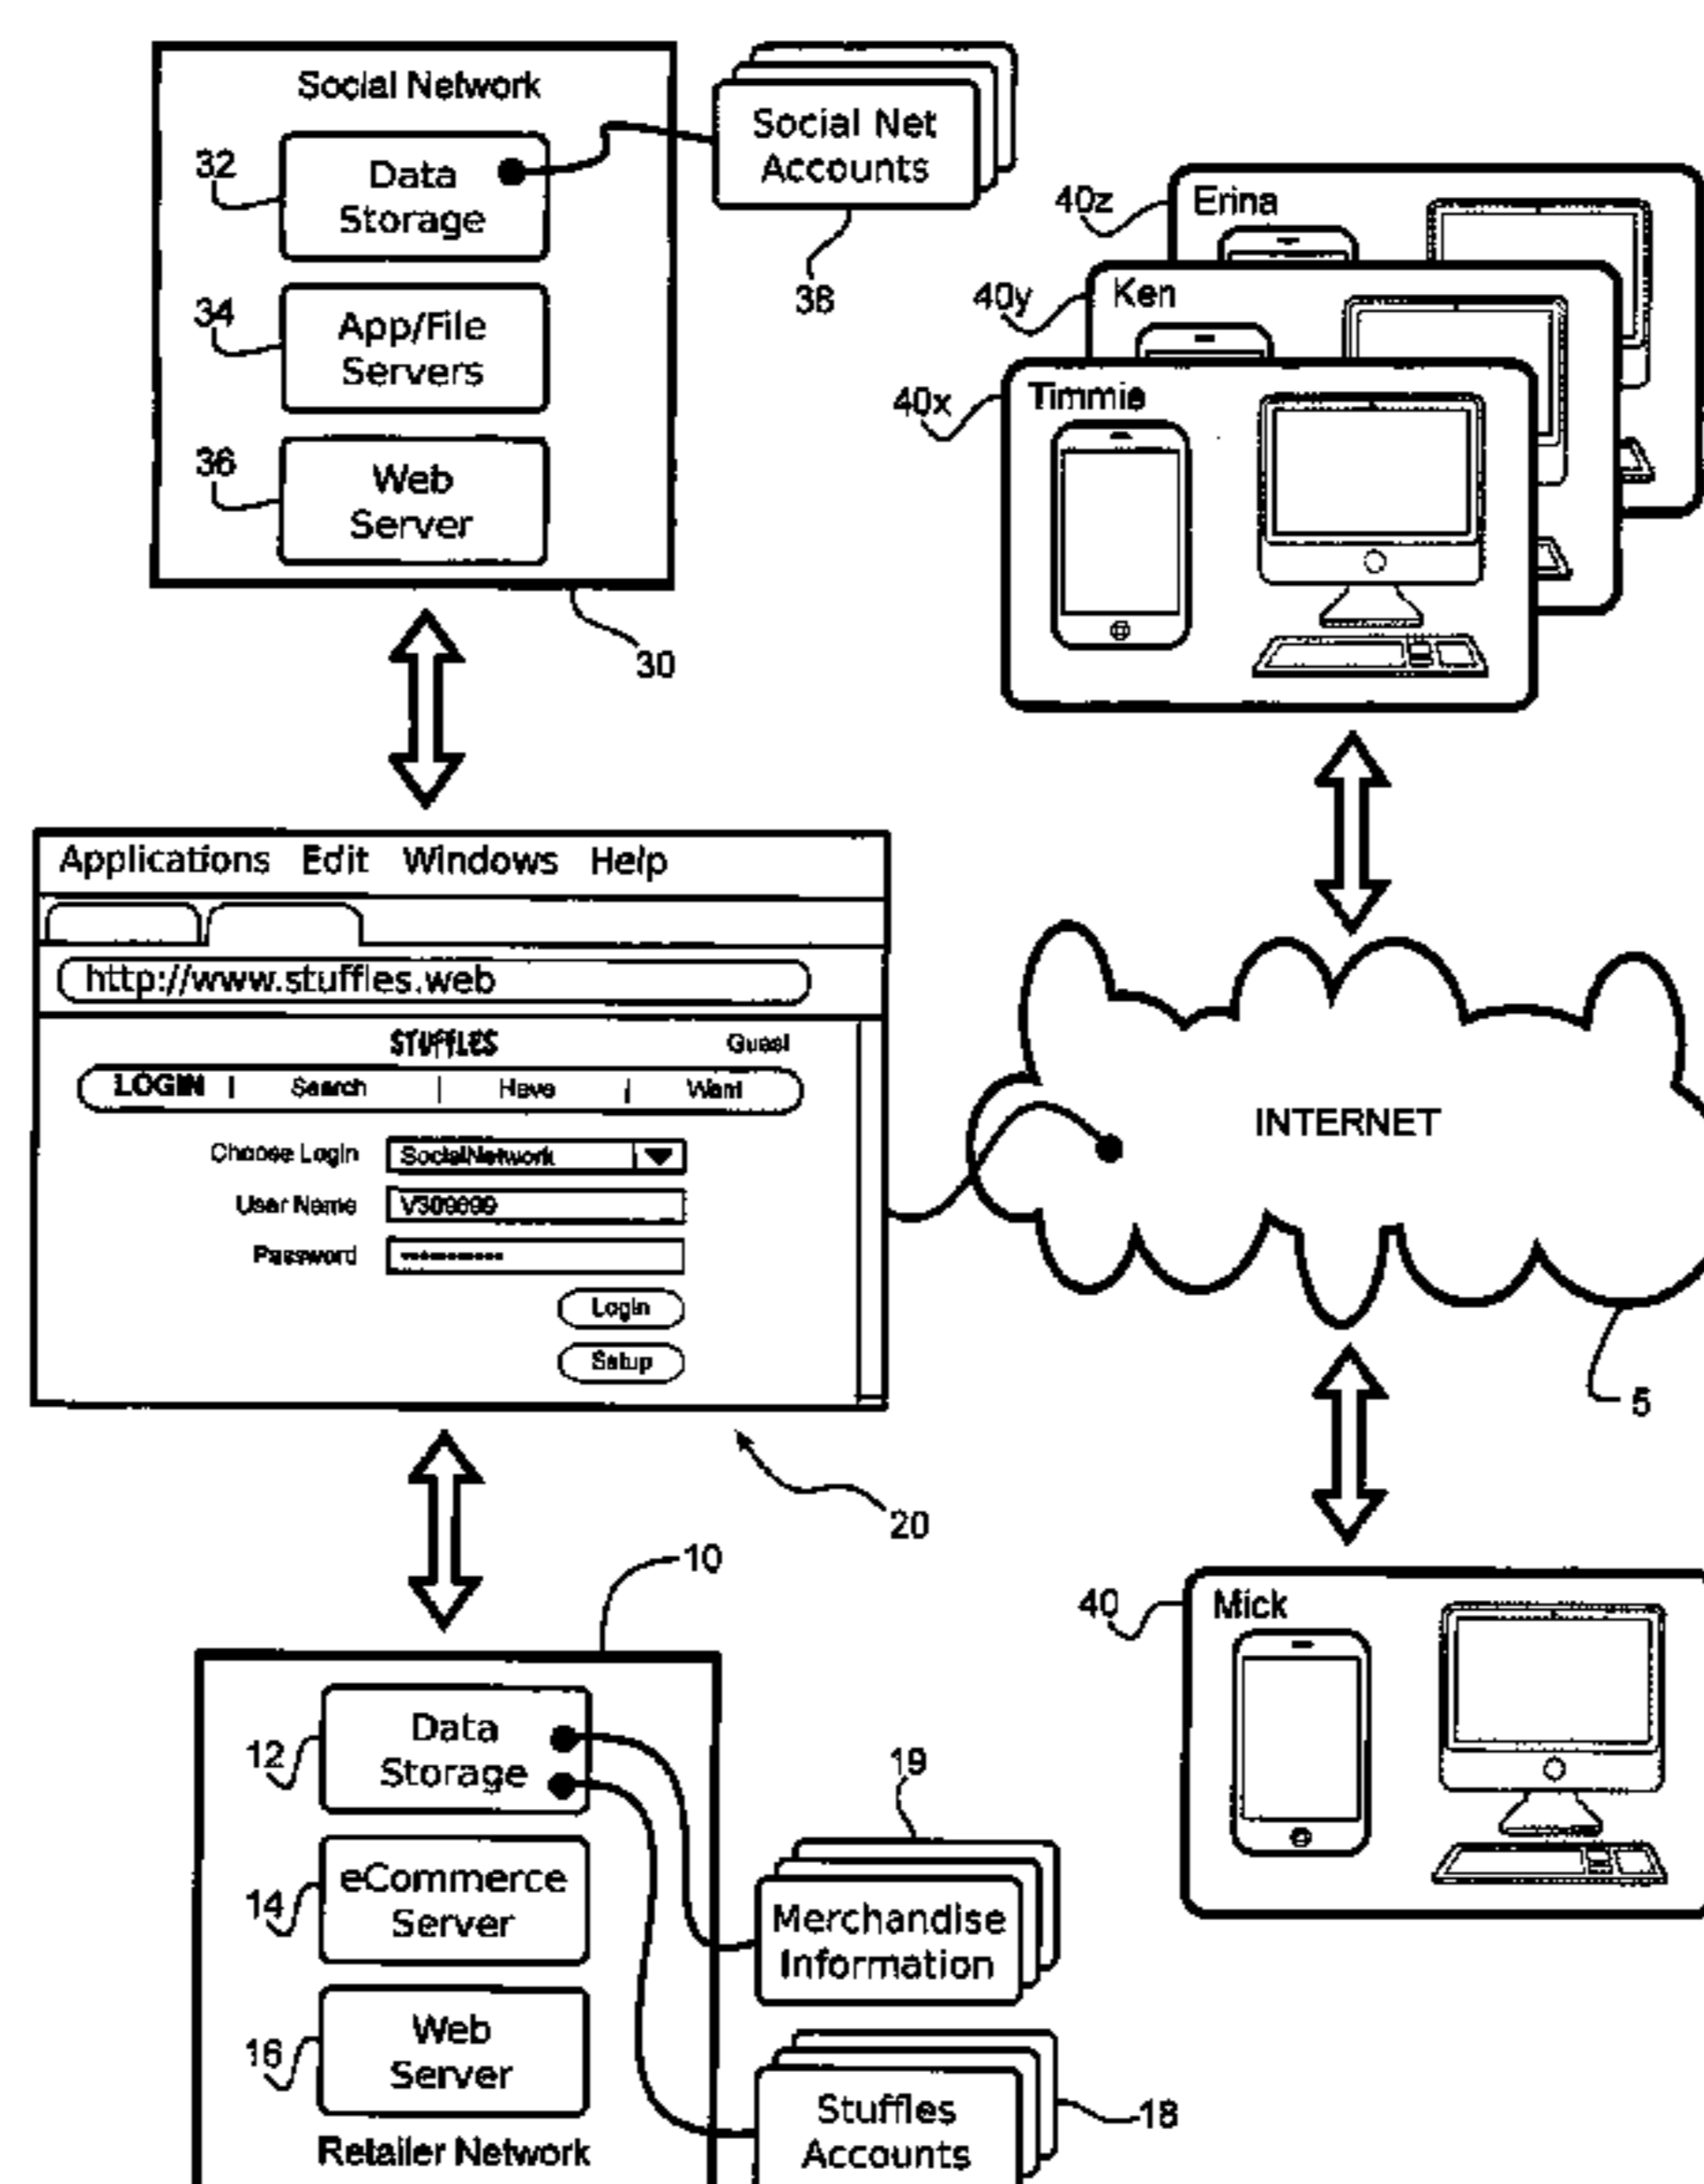 Social Network
32
Data
Storage
34
App/File
Servers
36
Web
Server
30
Social Net
Accounts
38
40z
Erina
40y
Ken
40x
Timmie
Applications Edit Windows Help
http://www.stuffles.web
STUFFLES
Guest
LOGIN | Search | Have | Want
Choose Login
SocialNetwork
User Name
Password
Login
Setup
20
INTERNET
5
10
12
Data
Storage
14
eCommerce
Server
16
Web
Server
Retailer Network
19
Merchandise
Information
Stuffles
Accounts
18
40
Mick